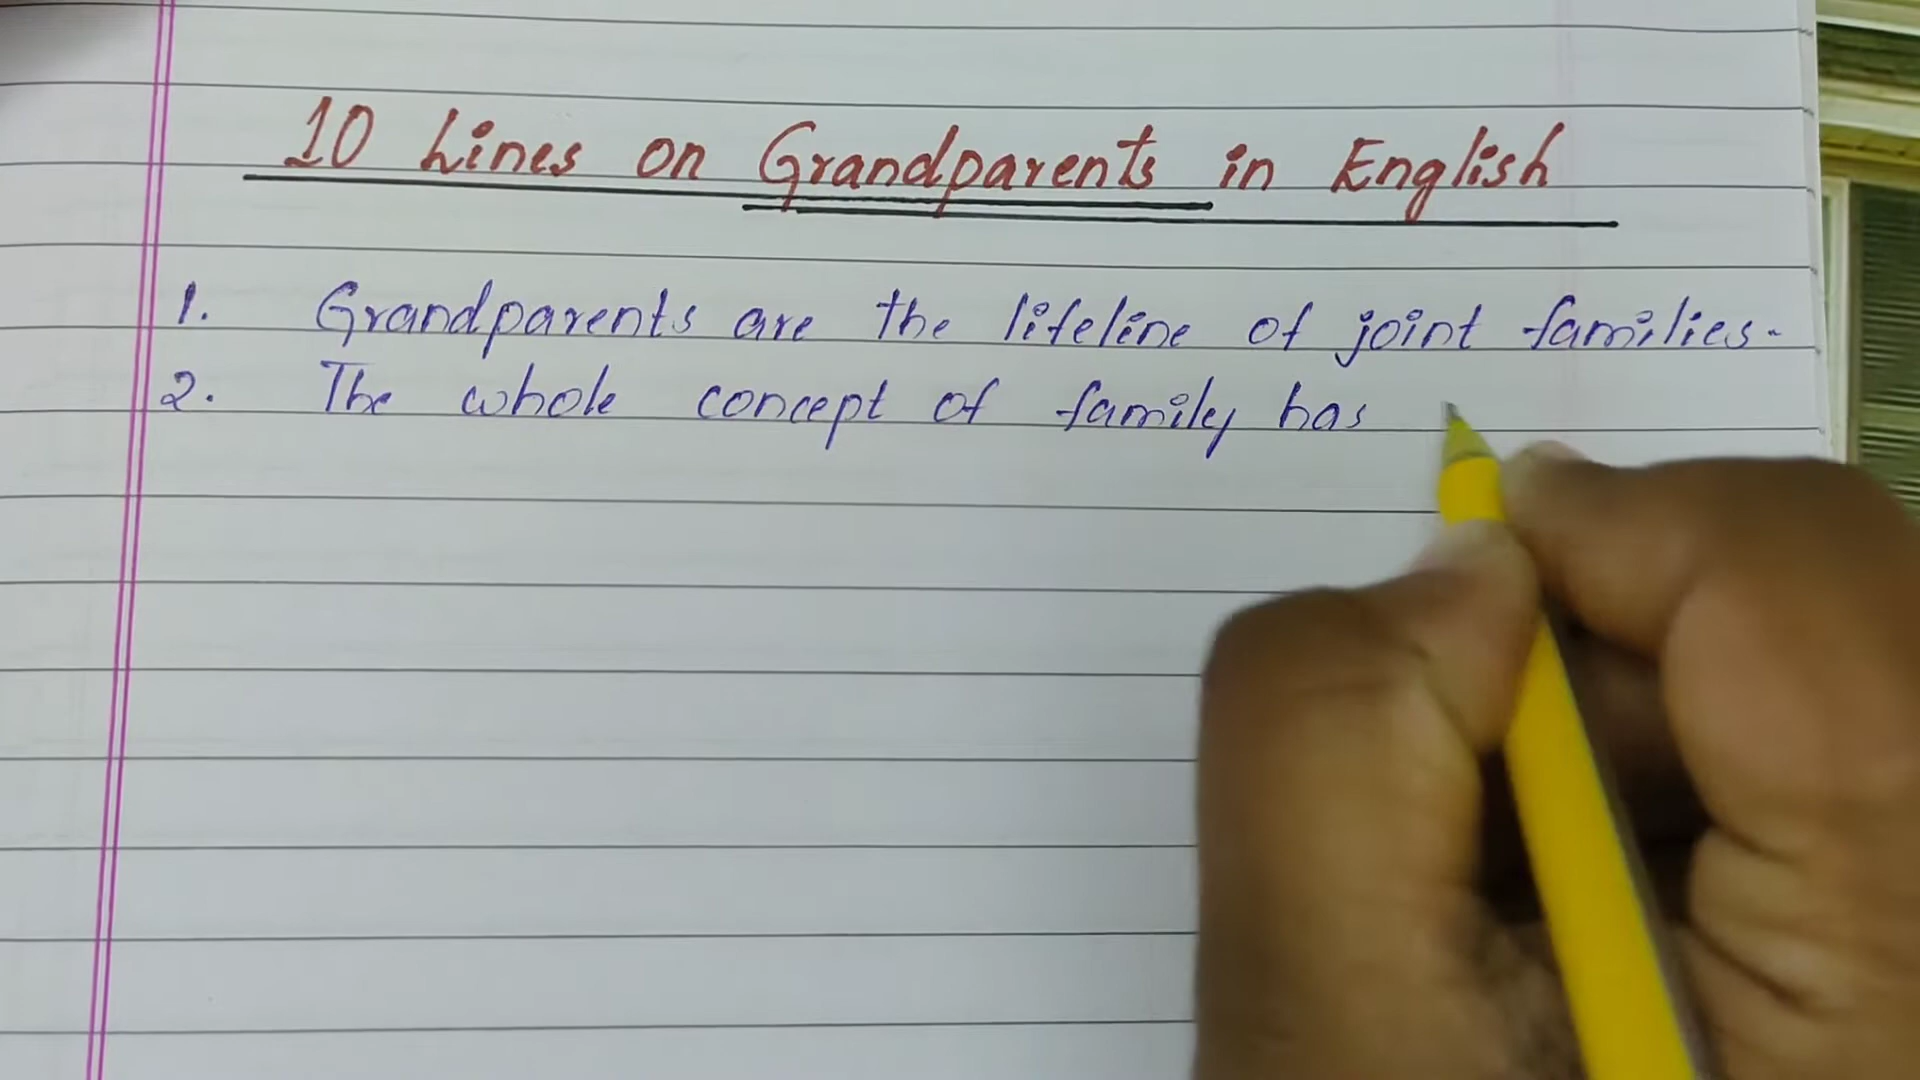 10 Lines on Grandparents in English
1. Grandparents are the lifeline of joint families.
2. The whole concept of family has